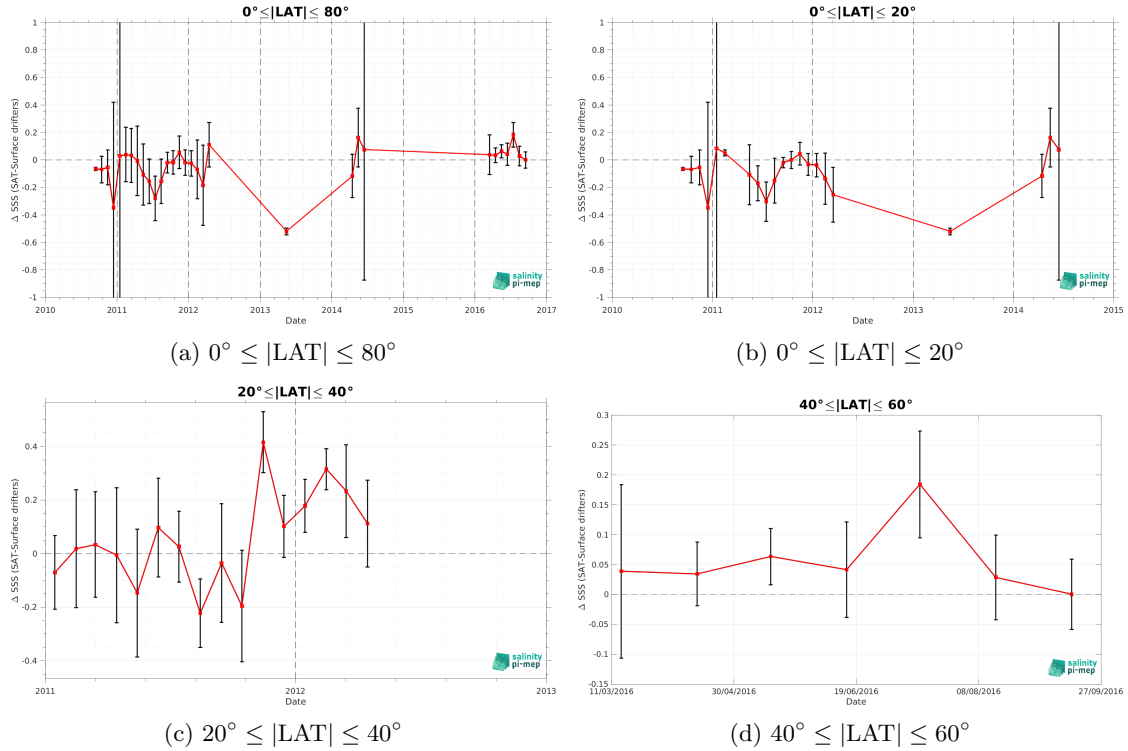 0°≤|LAT|≤ 80°
Δ SSS (SAT-Surface drifters)
1
0.8
0.6
0.4
0.2
0
-0.2
-0.4
-0.6
-0.8
-1
2010
2011
2012
2013
2014
2015
2016
2017
Date
salinity
pi-mep
(a) 0° ≤ |LAT| ≤ 80°
0°≤|LAT|≤ 20°
Δ SSS (SAT-Surface drifters)
1
0.8
0.6
0.4
0.2
0
-0.2
-0.4
-0.6
-0.8
-1
2010
2011
2012
2013
2014
2015
Date
salinity
pi-mep
(b) 0° ≤ |LAT| ≤ 20°
20°≤|LAT|≤ 40°
Δ SSS (SAT-Surface drifters)
0.4
0.2
0
-0.2
-0.4
2011
2012
2013
Date
salinity
pi-mep
(c) 20° ≤ |LAT| ≤ 40°
40°≤|LAT|≤ 60°
Δ SSS (SAT-Surface drifters)
0.3
0.25
0.2
0.15
0.1
0.05
0
-0.05
-0.1
-0.15
11/03/2016
30/04/2016
19/06/2016
08/08/2016
27/09/2016
Date
salinity
pi-mep
(d) 40° ≤ |LAT| ≤ 60°